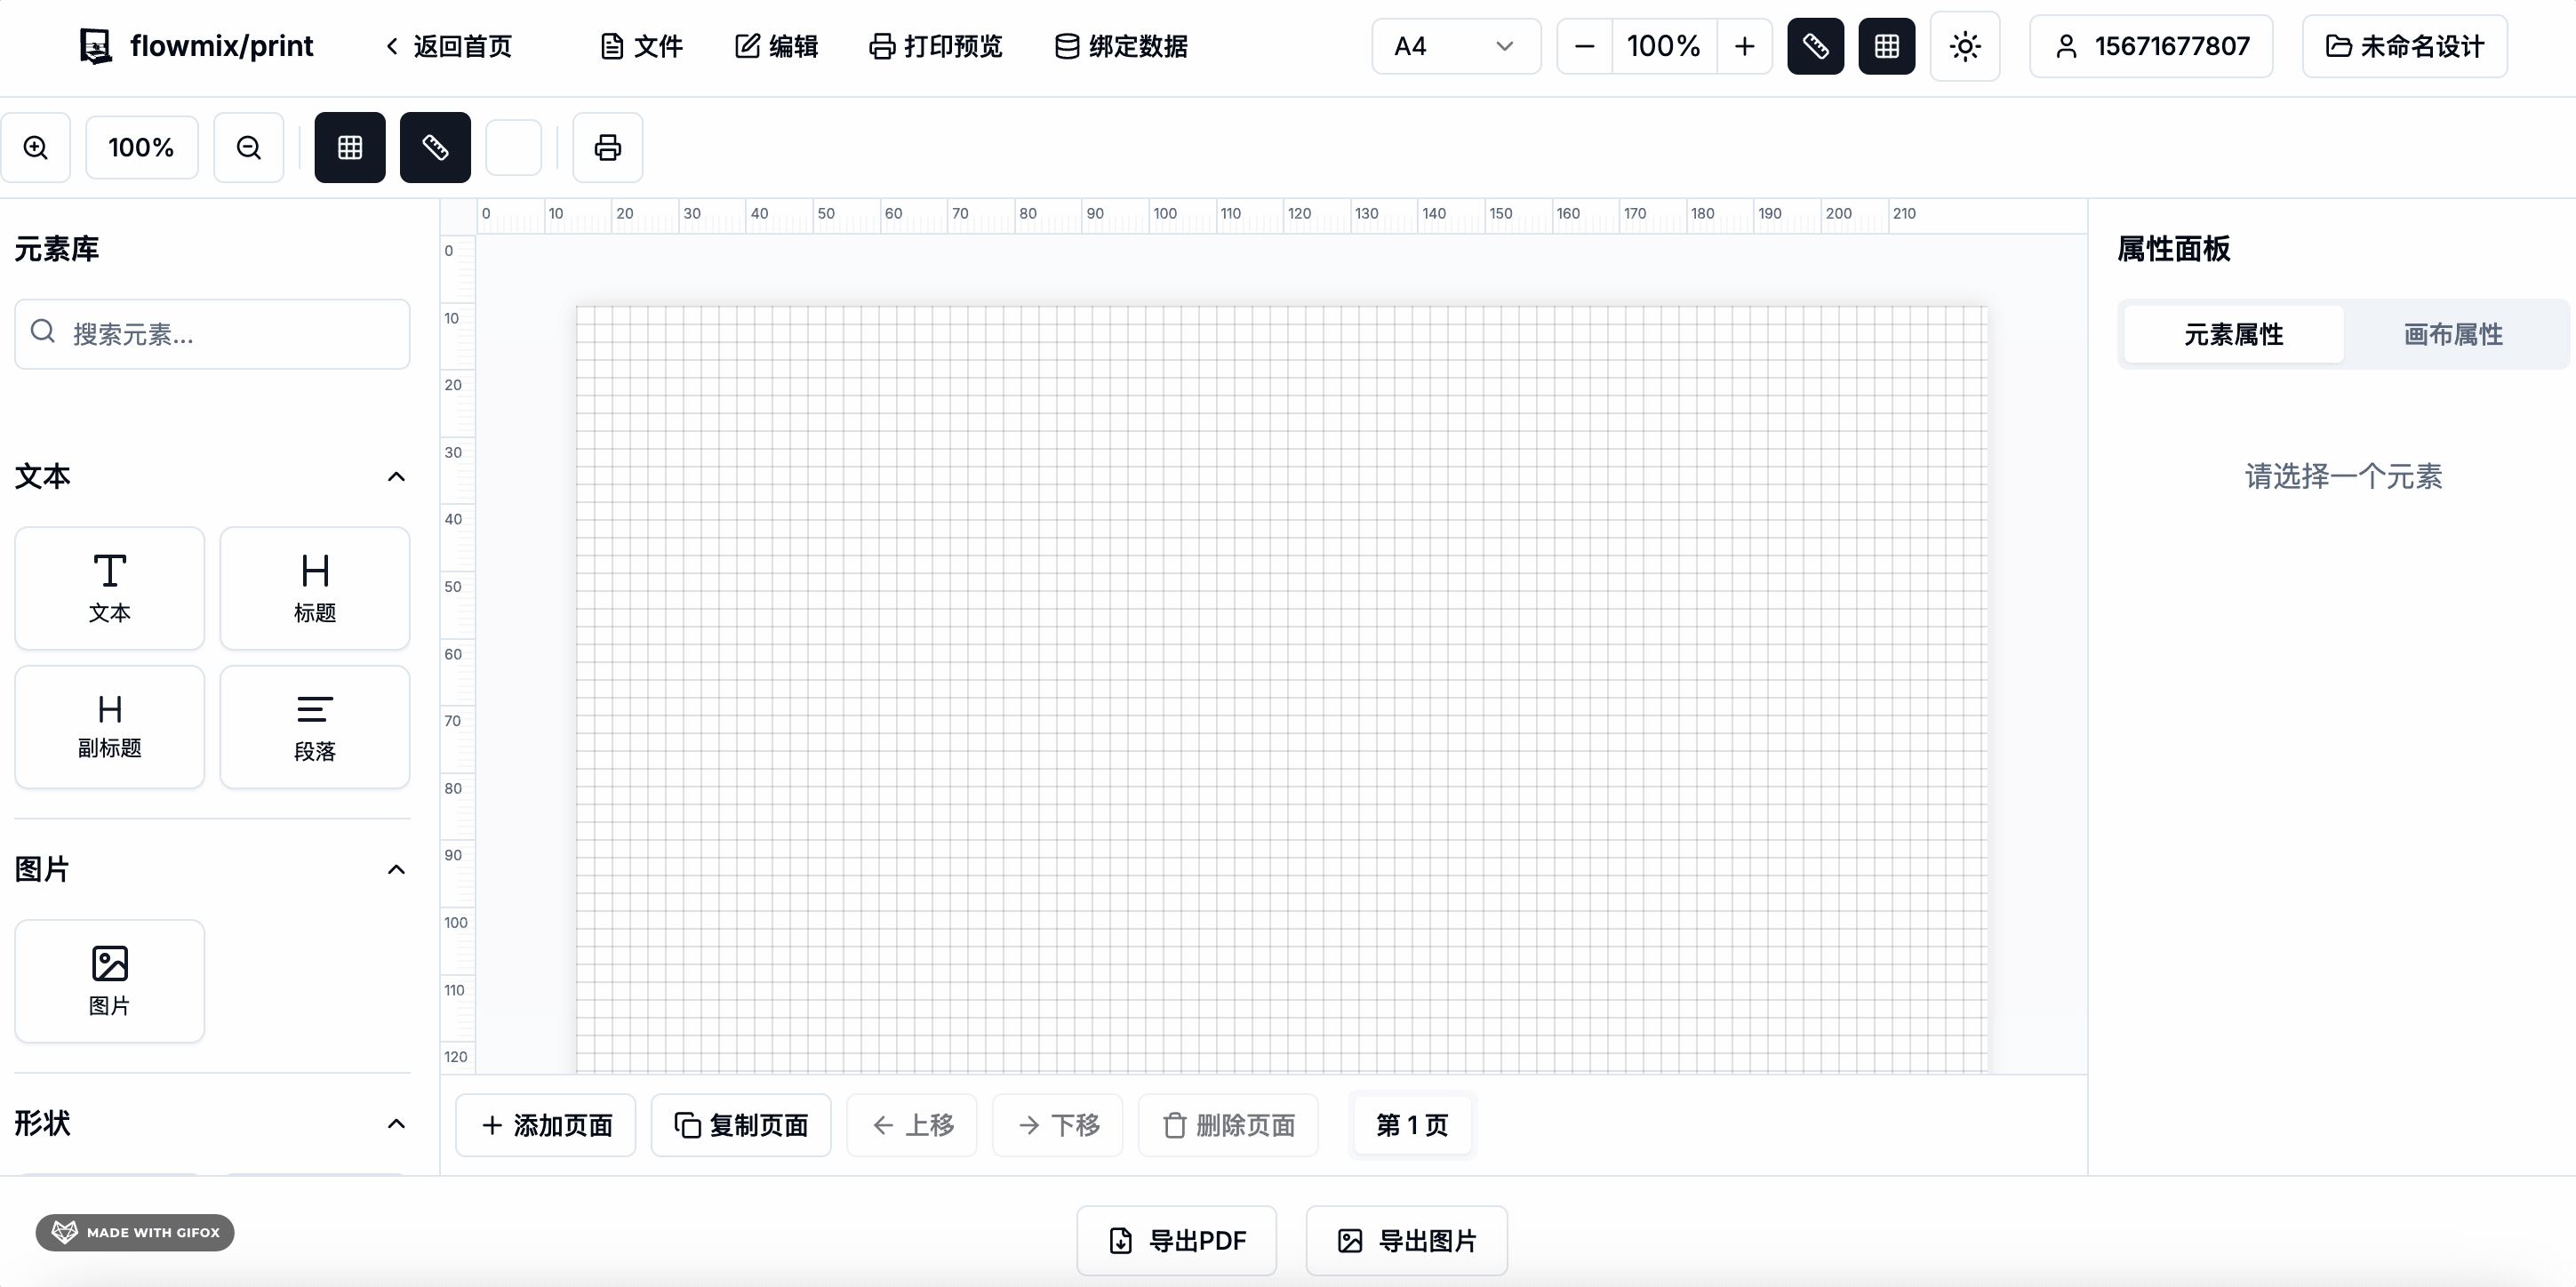 flowmix/print
返回首页
文件
编辑
打印预览
绑定数据
A4
100%
15671677807
未命名设计
100%
元素库
搜索元素...
文本
文本
标题
副标题
段落
图片
图片
形状
0 10 20 30 40 50 60 70 80 90 100 110 120 130 140 150 160 170 180 190 200 210
0
10
20
30
40
50
60
70
80
90
100
110
120
属性面板
元素属性
画布属性
请选择一个元素
添加页面
复制页面
上移
下移
删除页面
第 1 页
MADE WITH GIFOX
导出PDF
导出图片